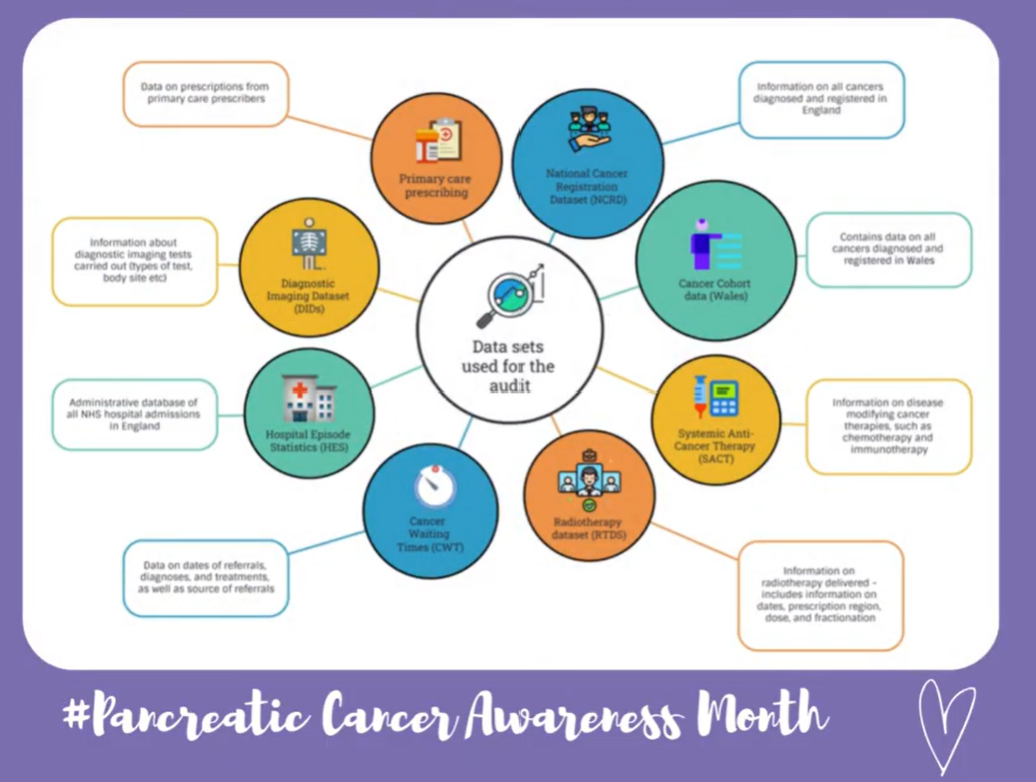 Data on prescriptions from
primary care prescribers
Primary care
prescribing
National Cancer
Registration
Dataset (NCRD)
Information on all cancers
diagnosed and registered in
England
Information about
diagnostic imaging tests
carried out (types of test,
body site etc)
Diagnostic
Imaging Dataset
(DIDs)
Cancer Cohort
data (Wales)
Contains data on all
cancers diagnosed and
registered in Wales
Data sets
used for the
audit
Administrative database of
all NHS hospital admissions
in England
Hospital Episode
Statistics (HES)
Systemic Anti-
Cancer Therapy
(SACT)
Information on disease
modifying cancer
therapies, such as
chemotherapy and
immunotherapy
Data on dates of referrals,
diagnoses, and treatments,
as well as source of referrals
Cancer
Waiting
Times (CWT)
Radiotherapy
dataset (RTDS)
Information on
radiotherapy delivered -
includes information on
dates, prescription region,
dose, and fractionation
#Pancreatic Cancer Awareness Month